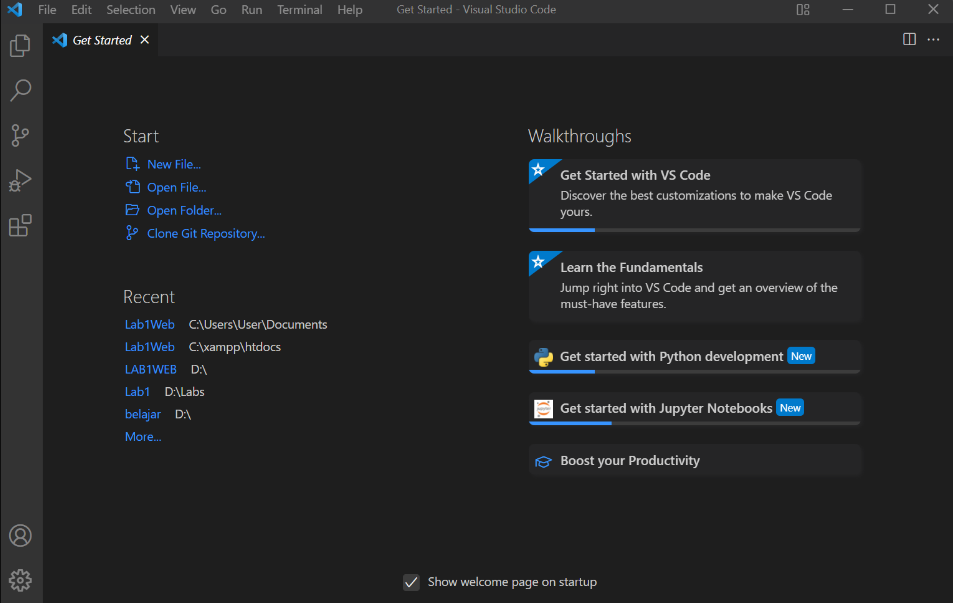 File Edit Selection View Go Run Terminal Help Get Started - Visual Studio Code
Get Started
Start
New File...
Open File...
Open Folder...
Clone Git Repository...
Recent
Lab1Web C:\Users\User\Documents
Lab1Web C:\xampp\htdocs
LAB1WEB D:\
Lab1 D:\Labs
belajar D:\
More...
Walkthroughs
Get Started with VS Code
Discover the best customizations to make VS Code
yours.
Learn the Fundamentals
Jump right into VS Code and get an overview of the
must-have features.
Get started with Python development New
Get started with Jupyter Notebooks New
Boost your Productivity
Show welcome page on startup